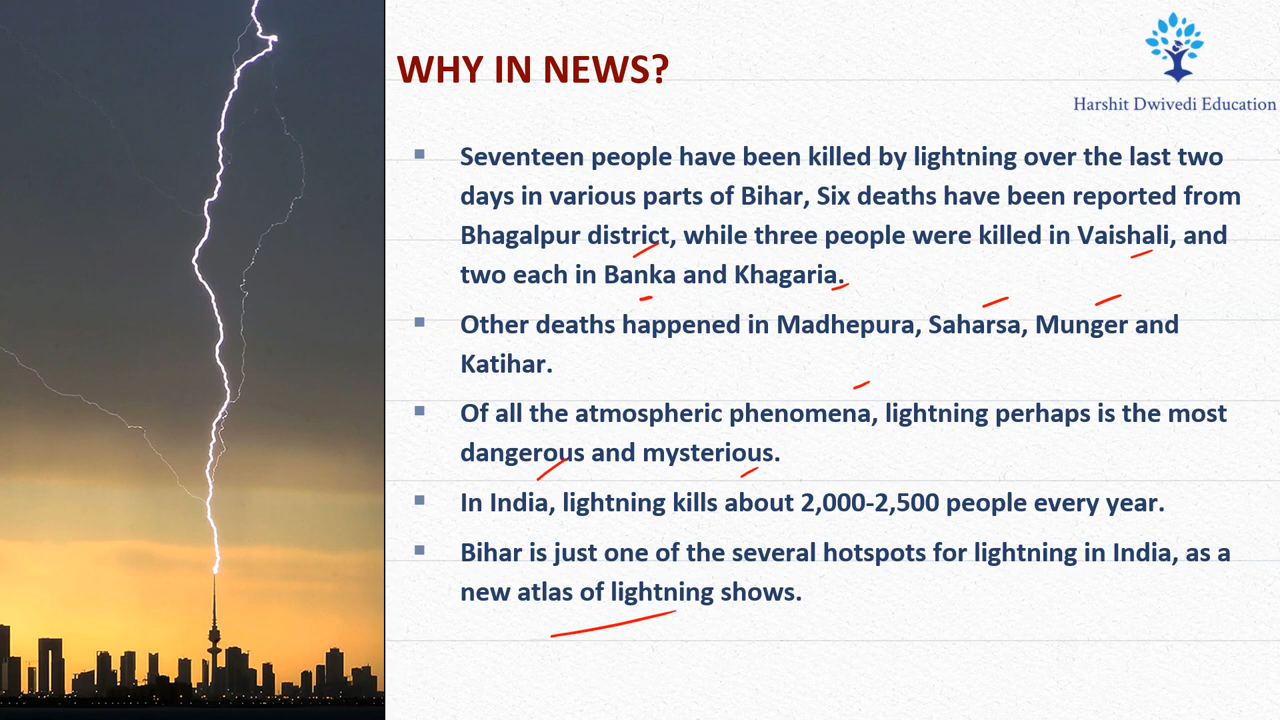 WHY IN NEWS?
Harshit Dwivedi Education
Seventeen people have been killed by lightning over the last two
days in various parts of Bihar, Six deaths have been reported from
Bhagalpur district, while three people were killed in Vaishali, and
two each in Banka and Khagaria.
Other deaths happened in Madhepura, Saharsa, Munger and
Katihar.
Of all the atmospheric phenomena, lightning perhaps is the most
dangerous and mysterious.
In India, lightning kills about 2,000-2,500 people every year.
Bihar is just one of the several hotspots for lightning in India, as a
new atlas of lightning shows.